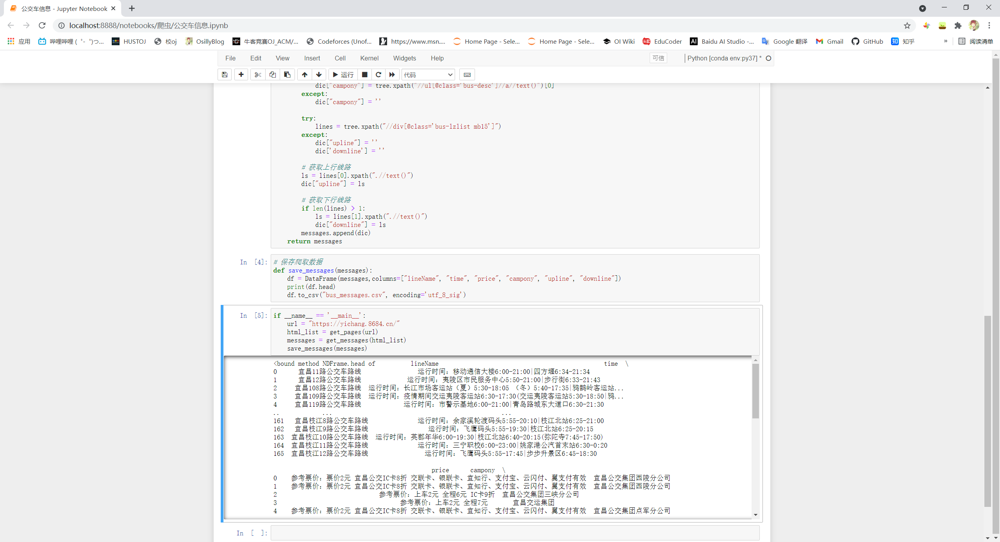 公交车信息 - Jupyter Notebook
localhost:8888/notebooks/爬虫/公交车信息.ipynb
应用 哔哩哔哩 (゜-゜)つ... HUSTOJ 校oj OsillyBlog 牛客竞赛OJ_ACM/... Codeforces (Unof... https://www.msn.... Home Page - Sele... Home Page - Sele... OI Wiki EduCoder Baidu AI Studio -... Google 翻译 Gmail GitHub 知乎 » 阅读清单
File Edit View Insert Cell Kernel Widgets Help 可信 Python [conda env:py37] *
运行 代码
dic["campony"] = tree.xpath("//ul[@class='bus-desc']//a//text()")[0]
except:
dic["campony"] = ''
try:
lines = tree.xpath("//div[@class='bus-lzlist mb15']")
except:
dic["upline"] = ''
dic['downline'] = ''
# 获取上行线路
ls = lines[0].xpath(".//text()")
dic["upline"] = ls
# 获取下行线路
if len(lines) > 1:
ls = lines[1].xpath(".//text()")
dic["downline"] = ls
messages.append(dic)
return messages
In [4]: # 保存爬取数据
def save_messages(messages):
df = DataFrame(messages,columns=["lineName", "time", "price", "campony", "upline", "downline"])
print(df.head)
df.to_csv("bus_messages.csv", encoding='utf_8_sig')
In [5]: if __name__ == '__main__':
url = "https://yichang.8684.cn/"
html_list = get_pages(url)
messages = get_messages(html_list)
save_messages(messages)
<bound method NDFrame.head of lineName time \
0 宜昌11路公交车路线 运行时间：移动通信大楼6:00-21:00|四方堰6:34-21:34
1 宜昌12路公交车路线 运行时间：夷陵区市民服务中心5:50-21:00|步行街6:33-21:43
2 宜昌108路公交车路线 运行时间：长江市场客运站（夏）5:30-18:05 （冬）5:40-17:35|鸦鹊岭客运站...
3 宜昌109路公交车路线 运行时间：疫情期间交运夷陵客运站6:30-17:30(交运夷陵客运站5:30-18:50|鸦...
4 宜昌119路公交车路线 运行时间：市警示基地6:00-21:00|青岛路城东大道口6:30-21:30
.. ... ...
161 宜昌枝江8路公交车路线 运行时间：余家溪轮渡码头5:55-20:10|枝江北站6:25-21:00
162 宜昌枝江9路公交车路线 运行时间：飞鹰码头5:55-19:30|枝江北站6:25-20:15
163 宜昌枝江10路公交车路线 运行时间：英郡年华6:00-19:30|枝江北站6:40-20:15(弥陀寺7:45-17:50)
164 宜昌枝江11路公交车路线 运行时间：三宁职校6:00-23:00|姚家港公汽首末站6:30-0:20
165 宜昌枝江12路公交车路线 运行时间：飞鹰码头5:55-17:45|步步升景区6:45-18:30
price campony \
0 参考票价：票价2元 宜昌公交IC卡8折 交联卡、银联卡、宜知行、支付宝、云闪付、翼支付有效 宜昌公交集团西陵分公司
1 参考票价：票价2元 宜昌公交IC卡8折 交联卡、银联卡、宜知行、支付宝、云闪付、翼支付有效 宜昌公交集团西陵分公司
2 参考票价：上车2元 全程6元 IC卡9折 宜昌公交集团三峡分公司
3 参考票价：上车2元 全程7元 宜昌交运集团
4 参考票价：票价2元 宜昌公交IC卡8折 交联卡、银联卡、宜知行、支付宝、云闪付、翼支付有效 宜昌公交集团点军分公司
In [ ]: